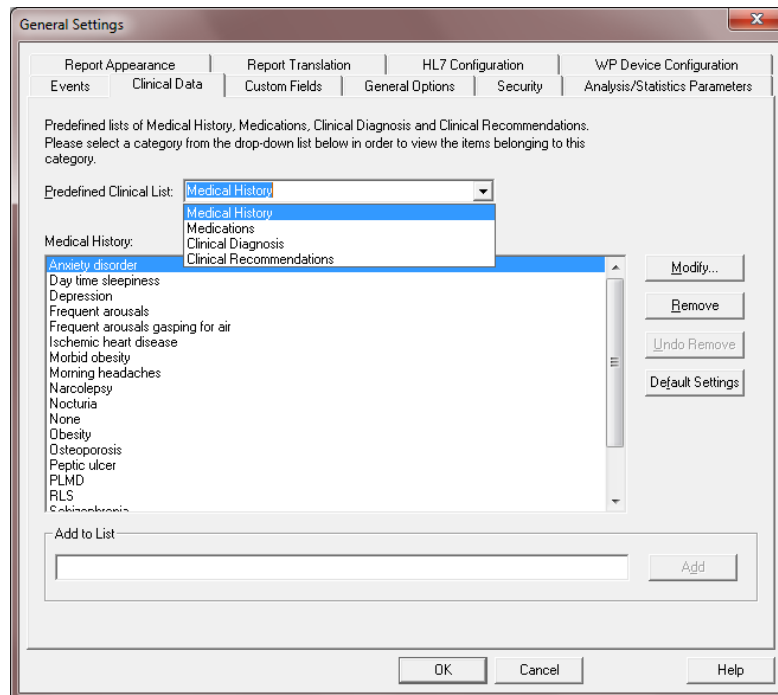 General Settings
Report Appearance
Report Translation
HL7 Configuration
WP Device Configuration
Events
Clinical Data
Custom Fields
General Options
Security
Analysis/Statistics Parameters
Predefined lists of Medical History, Medications, Clinical Diagnosis and Clinical Recommendations.
Please select a category from the drop-down list below in order to view the items belonging to this
category.
Predefined Clinical List:
Medical History
Medical History
Medications
Clinical Diagnosis
Clinical Recommendations
Medical History:
Anxiety disorder
Day time sleepiness
Depression
Frequent arousals
Frequent arousals gasping for air
Ischemic heart disease
Morbid obesity
Morning headaches
Narcolepsy
Nocturia
None
Obesity
Osteoporosis
Peptic ulcer
PLMD
RLS
Schizophrenia
Modify...
Remove
Undo Remove
Default Settings
Add to List
Add
OK
Cancel
Help